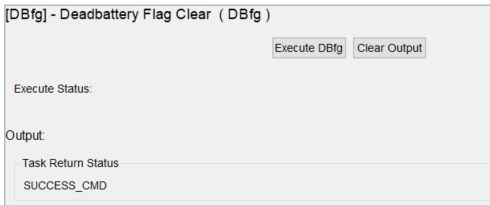 [DBfg] - Deadbattery Flag Clear ( DBfg )
Execute DBfg Clear Output
Execute Status:
Output:
Task Return Status
SUCCESS_CMD